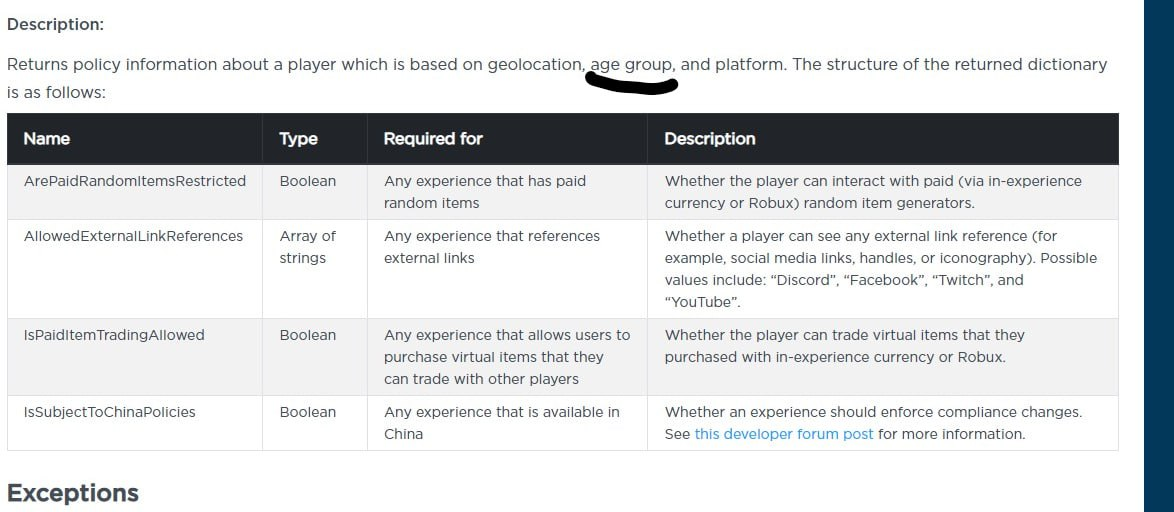 Description:
Returns policy information about a player which is based on geolocation, age group, and platform. The structure of the returned dictionary
is as follows:
Name Type Required for Description
ArePaidRandomItemsRestricted Boolean Any experience that has paid Whether the player can interact with paid (via in-experience
random items currency or Robux) random item generators.
AllowedExternalLinkReferences Array of Any experience that references Whether a player can see any external link reference (for
strings external links example, social media links, handles, or iconography). Possible
values include: “Discord”, “Facebook”, “Twitch”, and
“YouTube”.
IsPaidItemTradingAllowed Boolean Any experience that allows users to Whether the player can trade virtual items that they
purchase virtual items that they purchased with in-experience currency or Robux.
can trade with other players
IsSubjectToChinaPolicies Boolean Any experience that is available in Whether an experience should enforce compliance changes.
China See this developer forum post for more information.
Exceptions